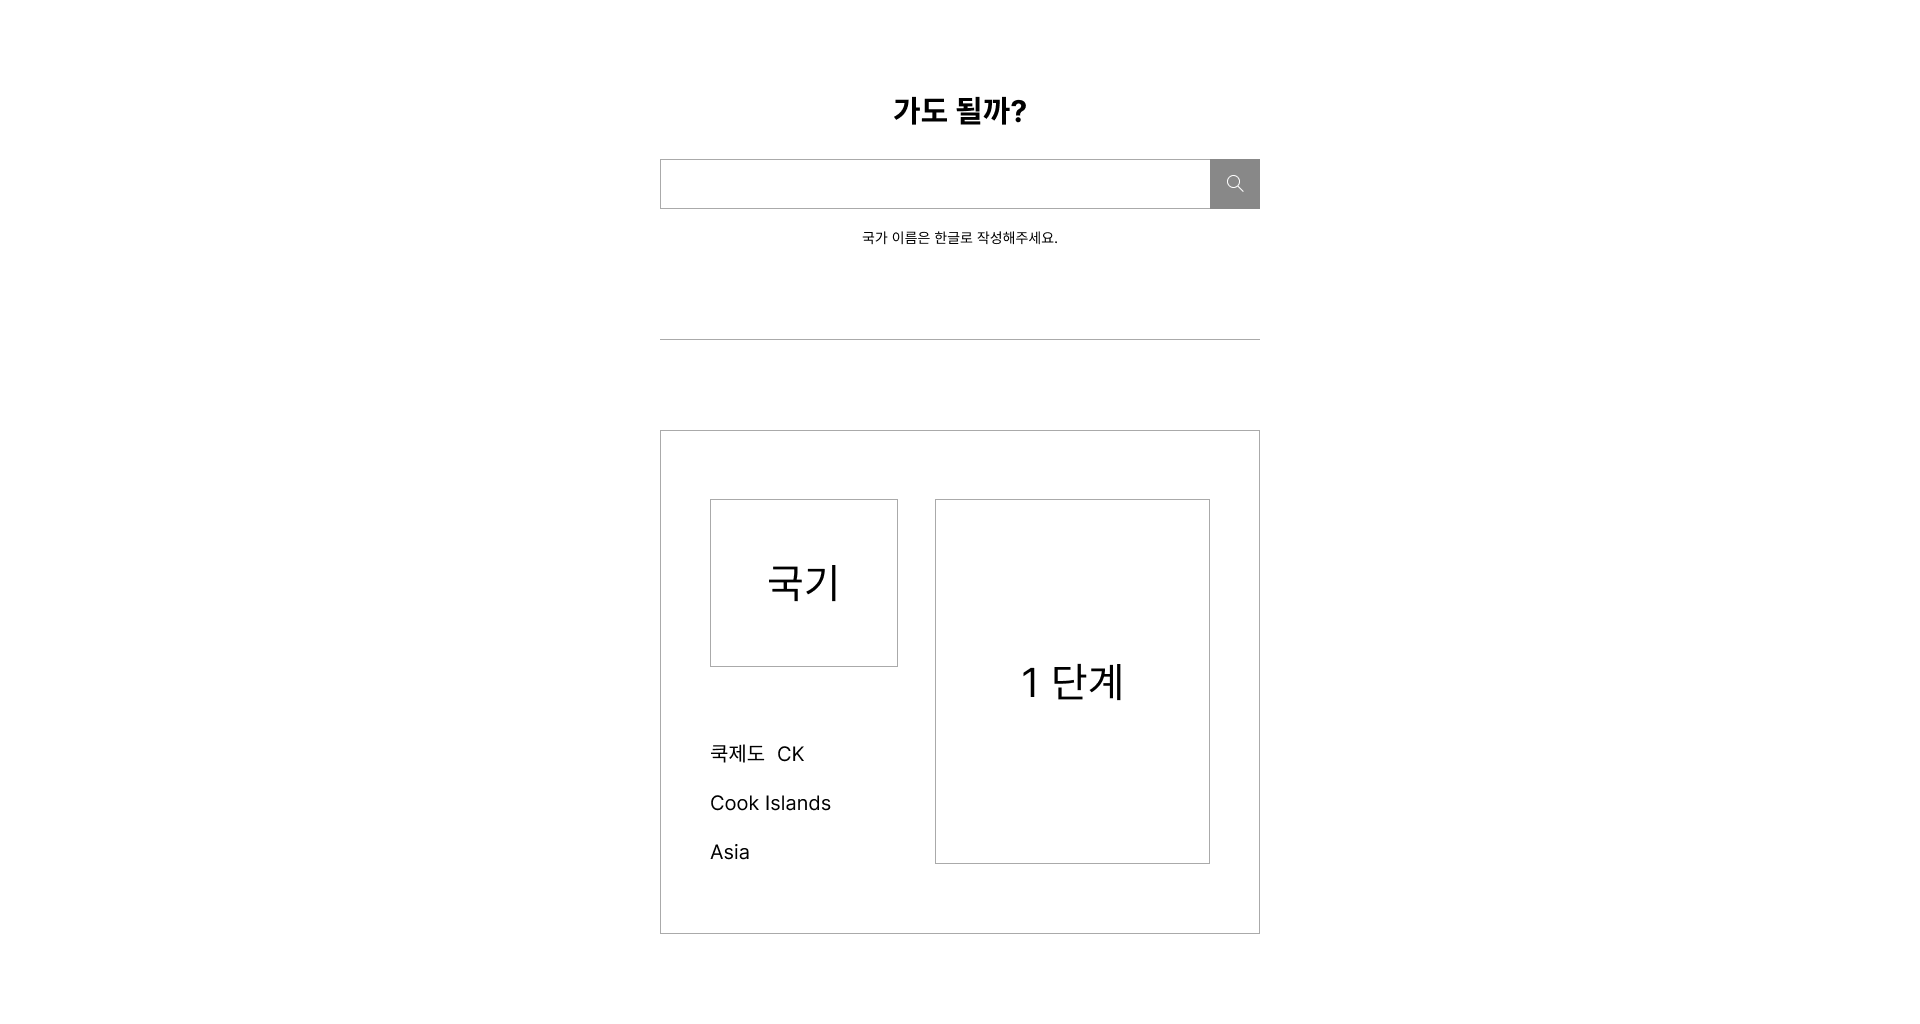 가도 될까?
국가 이름은 한글로 작성해주세요.
국기
1 단계
쿡제도 CK
Cook Islands
Asia